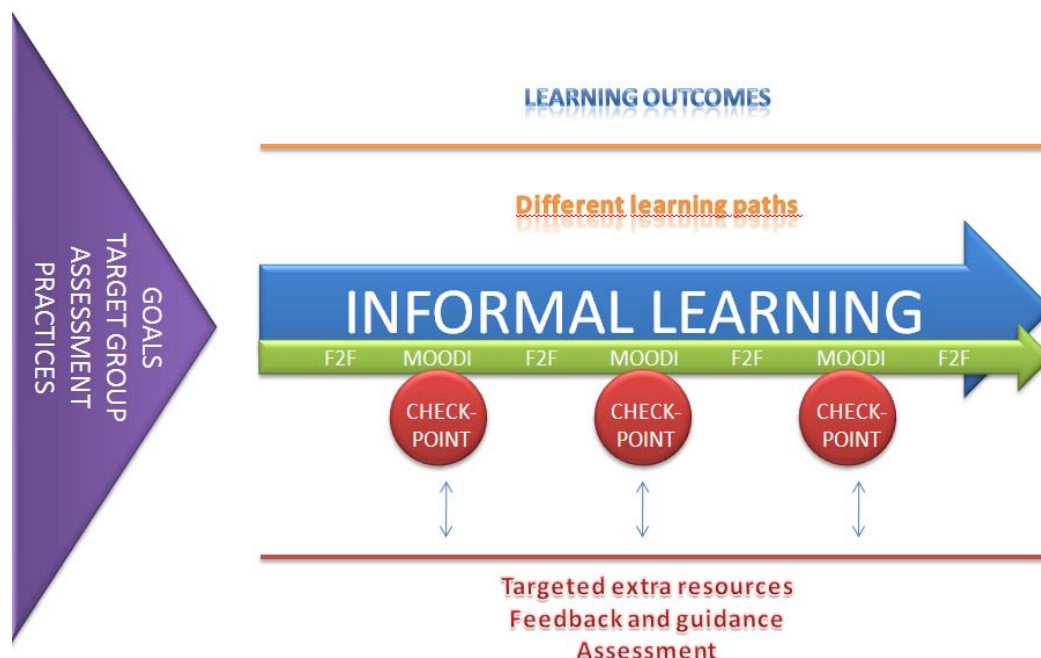 GOALS
TARGET GROUP
ASSESSMENT
PRACTICES
LEARNING OUTCOMES
Different learning paths
INFORMAL LEARNING
F2F MOODI F2F MOODI F2F MOODI F2F
CHECK-
POINT
CHECK-
POINT
CHECK-
POINT
Targeted extra resources
Feedback and guidance
Assessment